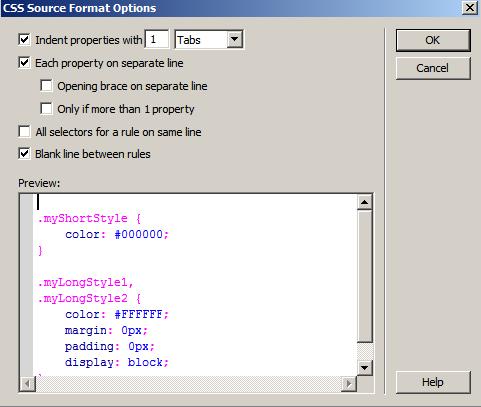 CSS Source Format Options
Indent properties with 1 Tabs OK
Each property on separate line Cancel
Opening brace on separate line
Only if more than 1 property
All selectors for a rule on same line
Blank line between rules
Preview:
.myShortStyle {
    color: #000000;
}
.myLongStyle1,
.myLongStyle2 {
    color: #FFFFFF;
    margin: 0px;
    padding: 0px;
    display: block;
}
Help